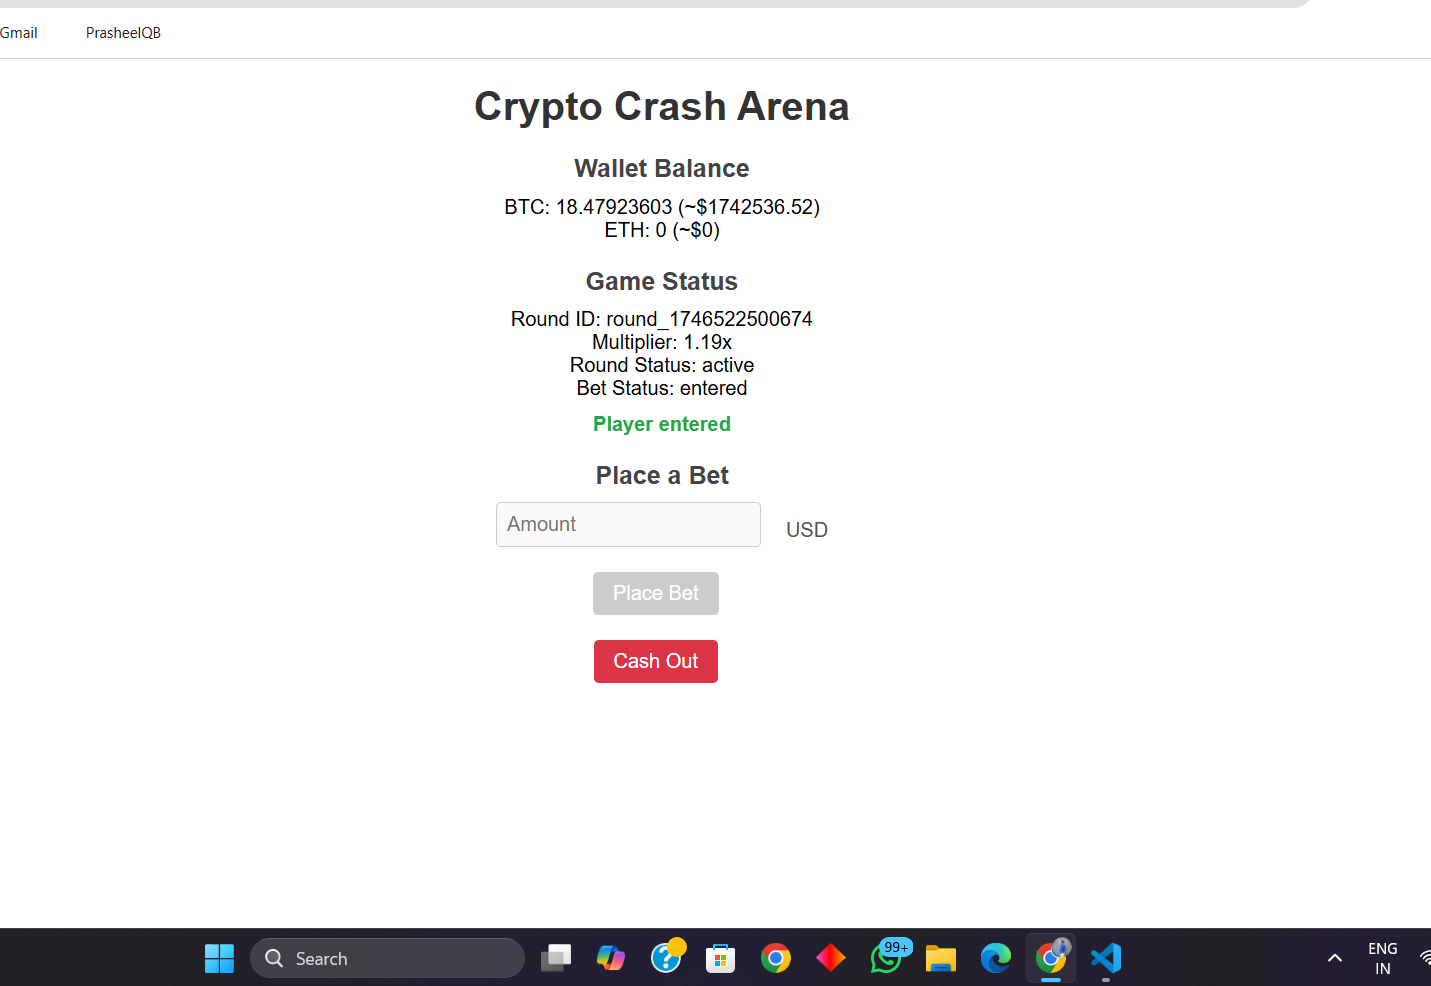 Gmail
PrasheelQB
Crypto Crash Arena
Wallet Balance
BTC: 18.47923603 (~$1742536.52)
ETH: 0 (~$0)
Game Status
Round ID: round_1746522500674
Multiplier: 1.19x
Round Status: active
Bet Status: entered
Player entered
Place a Bet
Amount
USD
Place Bet
Cash Out
Search
99+
ENG
IN